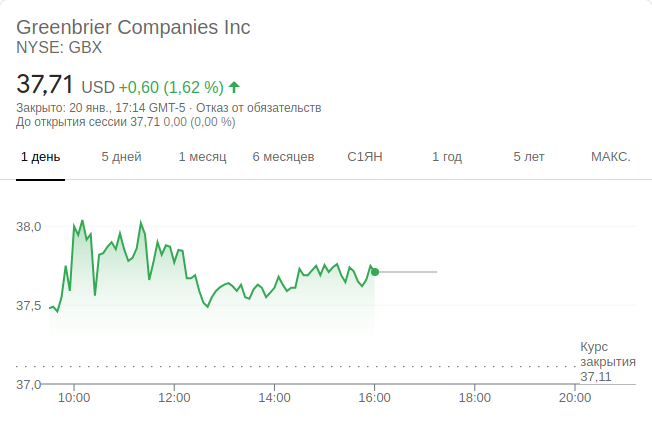 Greenbrier Companies Inc
NYSE: GBX
37,71 USD +0,60 (1,62 %)
Закрыто: 20 янв., 17:14 GMT-5 · Отказ от обязательств
До открытия сессии 37,71 0,00 (0,00 %)
1 день 5 дней 1 месяц 6 месяцев С1ЯН 1 год 5 лет МАКС.
38,0
37,5
Курс
закрытия
37,11
37,0
10:00 12:00 14:00 16:00 18:00 20:00